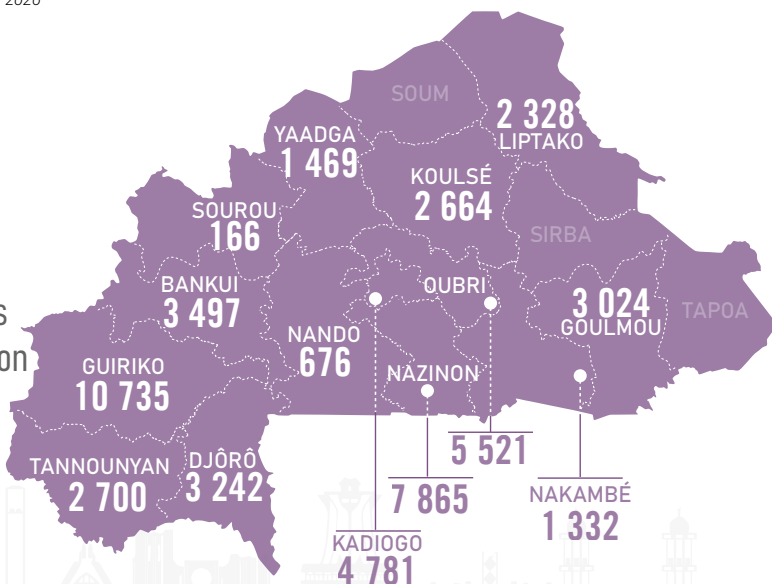 2020
SOUM
2 328
LIPTAKO
YAADGA
1 469
KOULSÉ
2 664
SOUROU
166
SIRBA
BANKUI
3 497
OUBRI
3 024
GOULMOU
TAPOA
s
on
NANDO
676
NAZINON
GUIRIKO
10 735
TANNOUNYAN
2 700
DJÔRÔ
3 242
5 521
7 865
NAKAMBÉ
1 332
KADIOGO
4 781